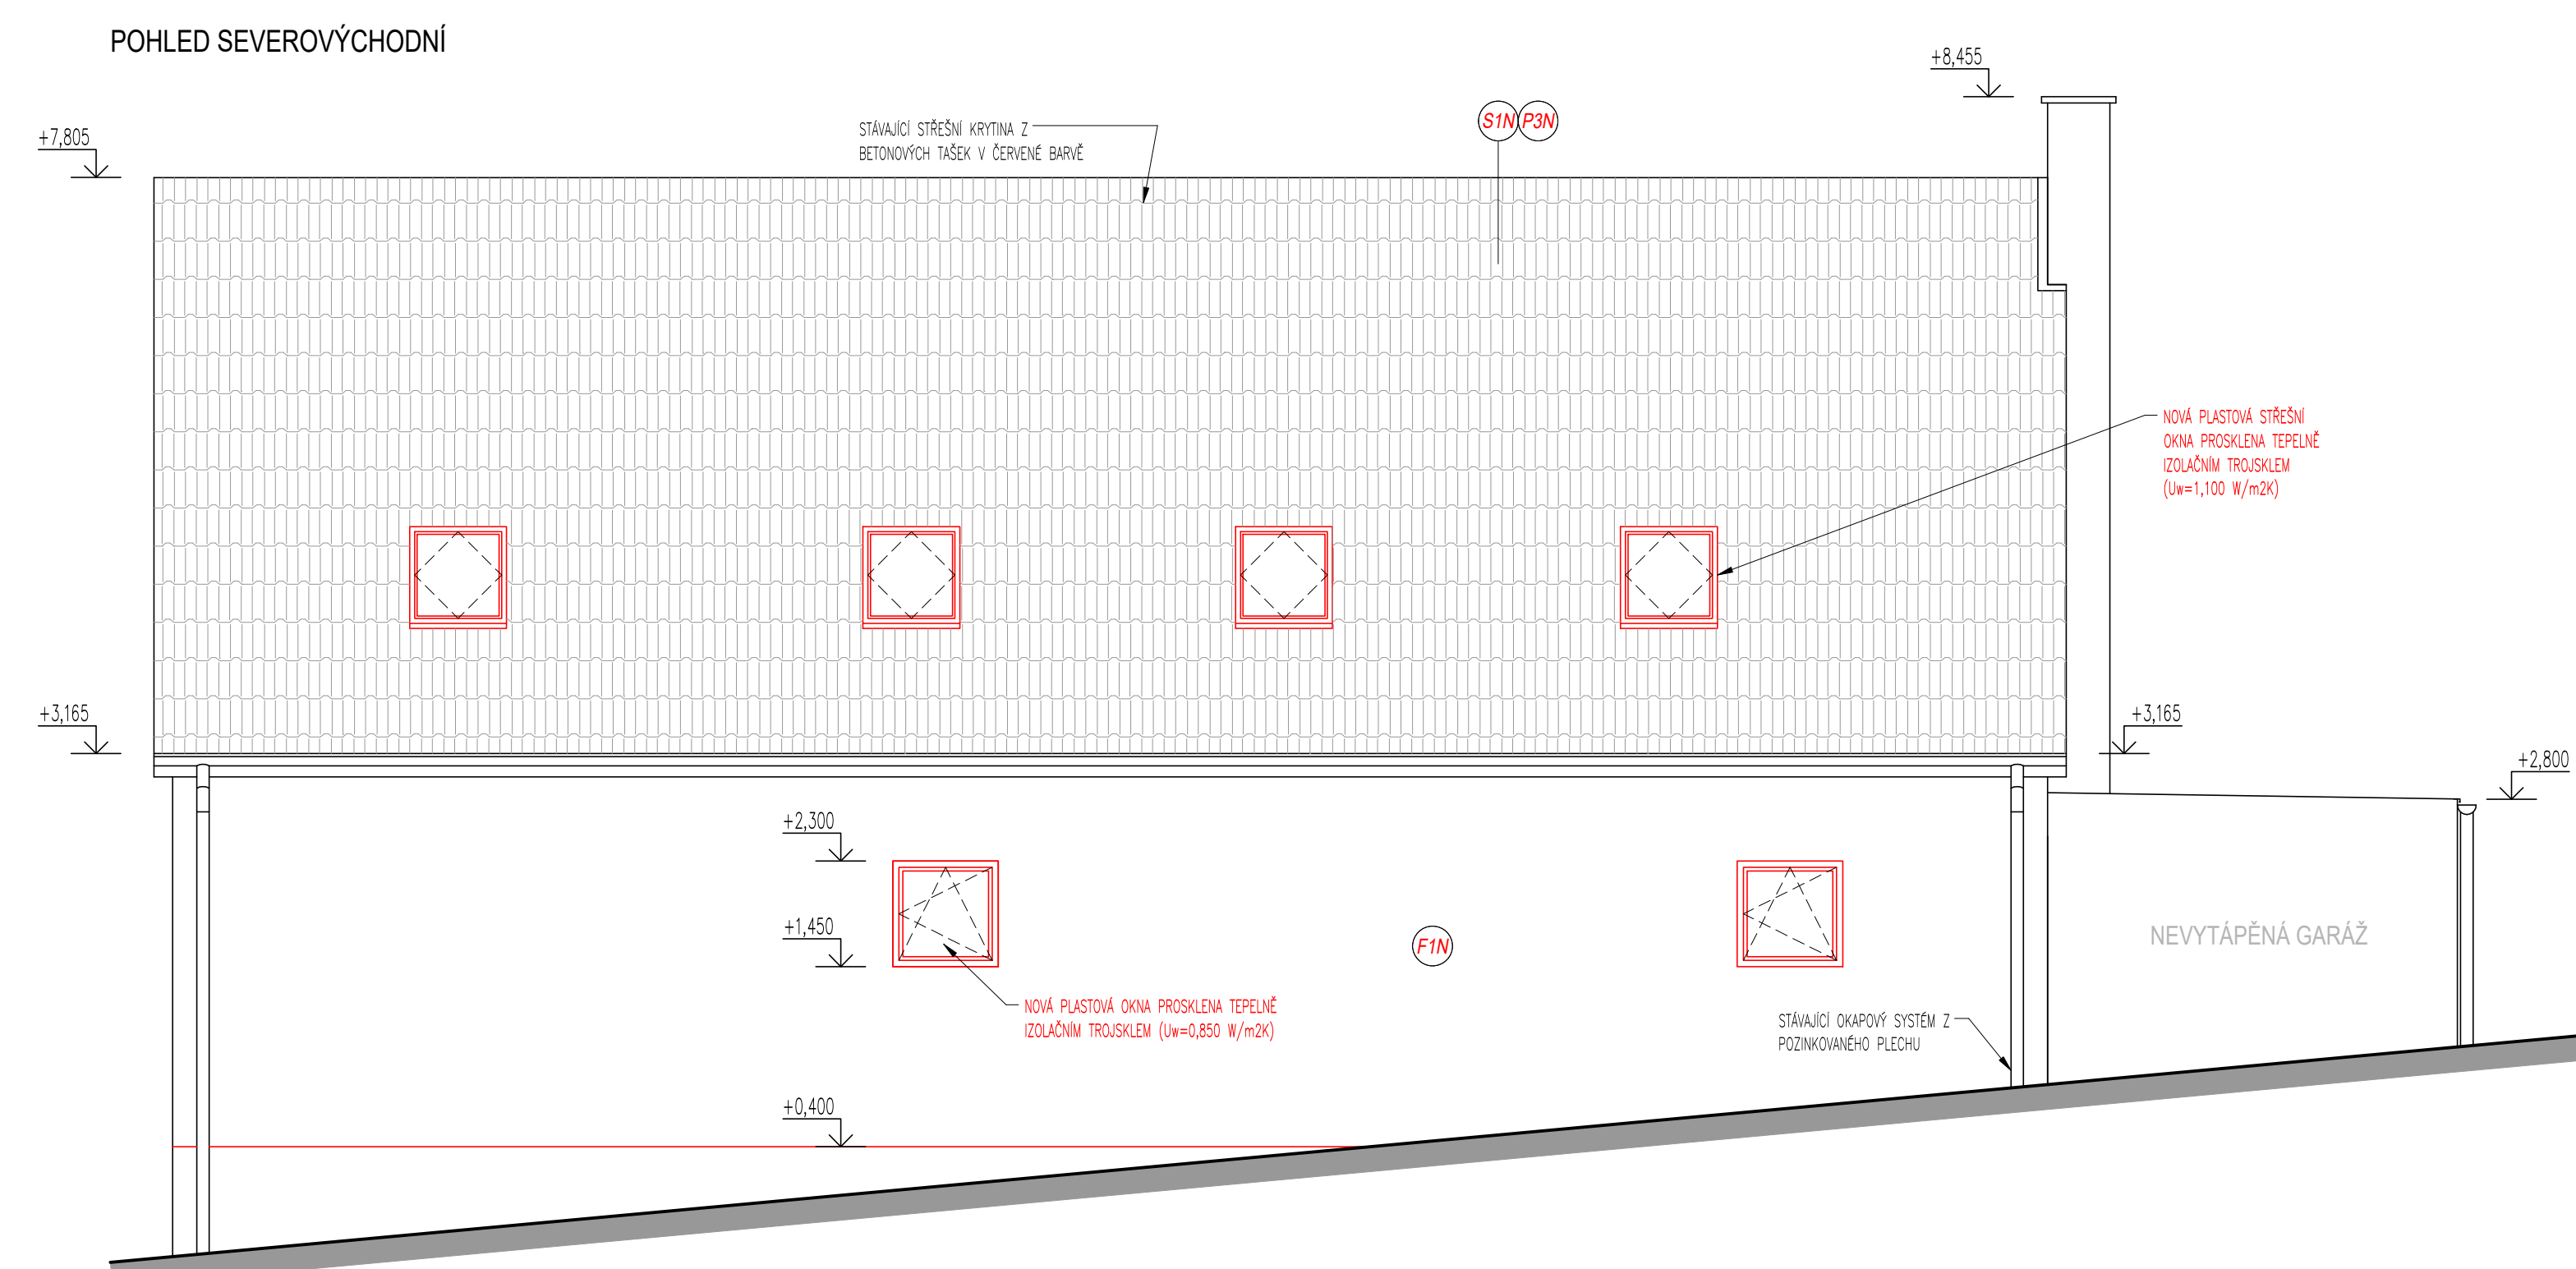 POHLED SEVEROVÝCHODNÍ
+8,455
+7,805
STÁVAJÍCÍ STŘEŠNÍ KRYTINA Z
BETONOVÝCH TAŠEK V ČERVENÉ BARVĚ
S1N P3N
NOVÁ PLASTOVÁ STŘEŠNÍ
OKNA PROSKLENA TEPELNĚ
IZOLAČNÍM TROJSKLEM
(Uw=1,100 W/m2K)
+3,165
+3,165
+2,800
+2,300
+1,450
F1N
NEVYTÁPĚNÁ GARÁŽ
NOVÁ PLASTOVÁ OKNA PROSKLENA TEPELNĚ
IZOLAČNÍM TROJSKLEM (Uw=0,850 W/m2K)
STÁVAJÍCÍ OKAPOVÝ SYSTÉM Z
POZINKOVANÉHO PLECHU
+0,400